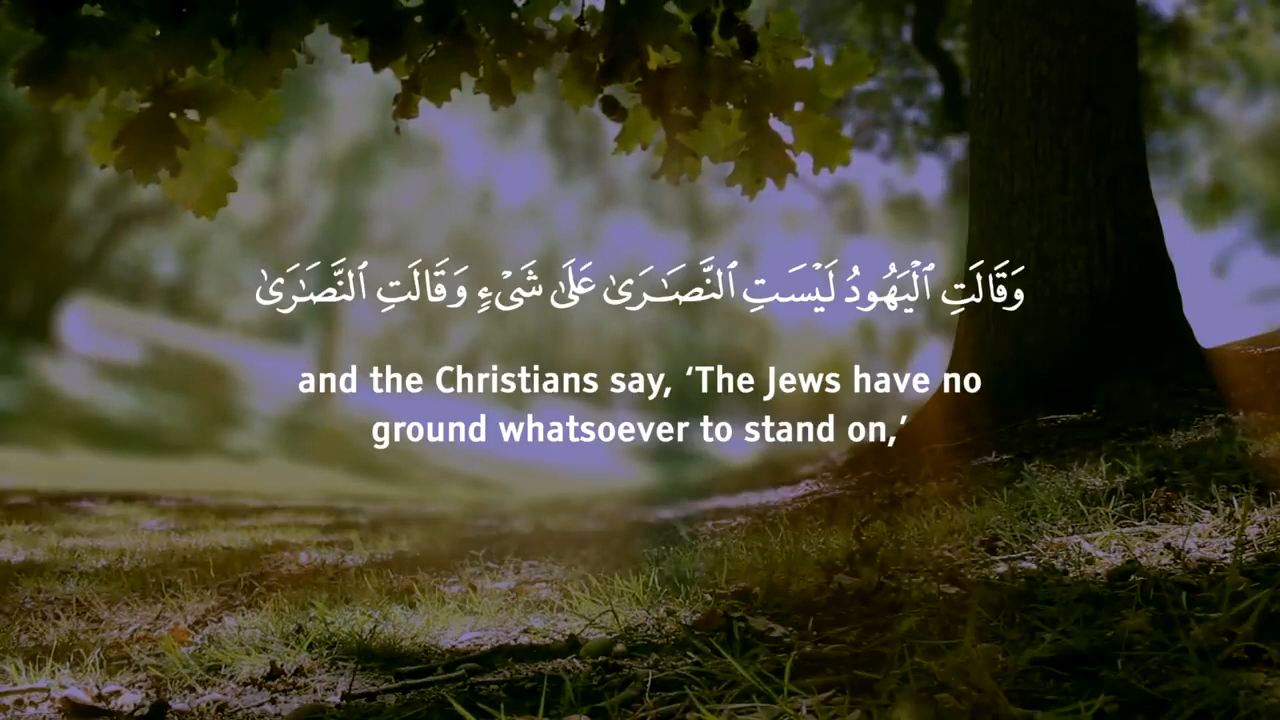 وَقَالَتِ ٱلْيَهُودُ لَيْسَتِ ٱلنَّصَـٰرَىٰ عَلَىٰ شَىْءٍ وَقَالَتِ ٱلنَّصَـٰرَىٰ
and the Christians say, ‘The Jews have no
ground whatsoever to stand on,’